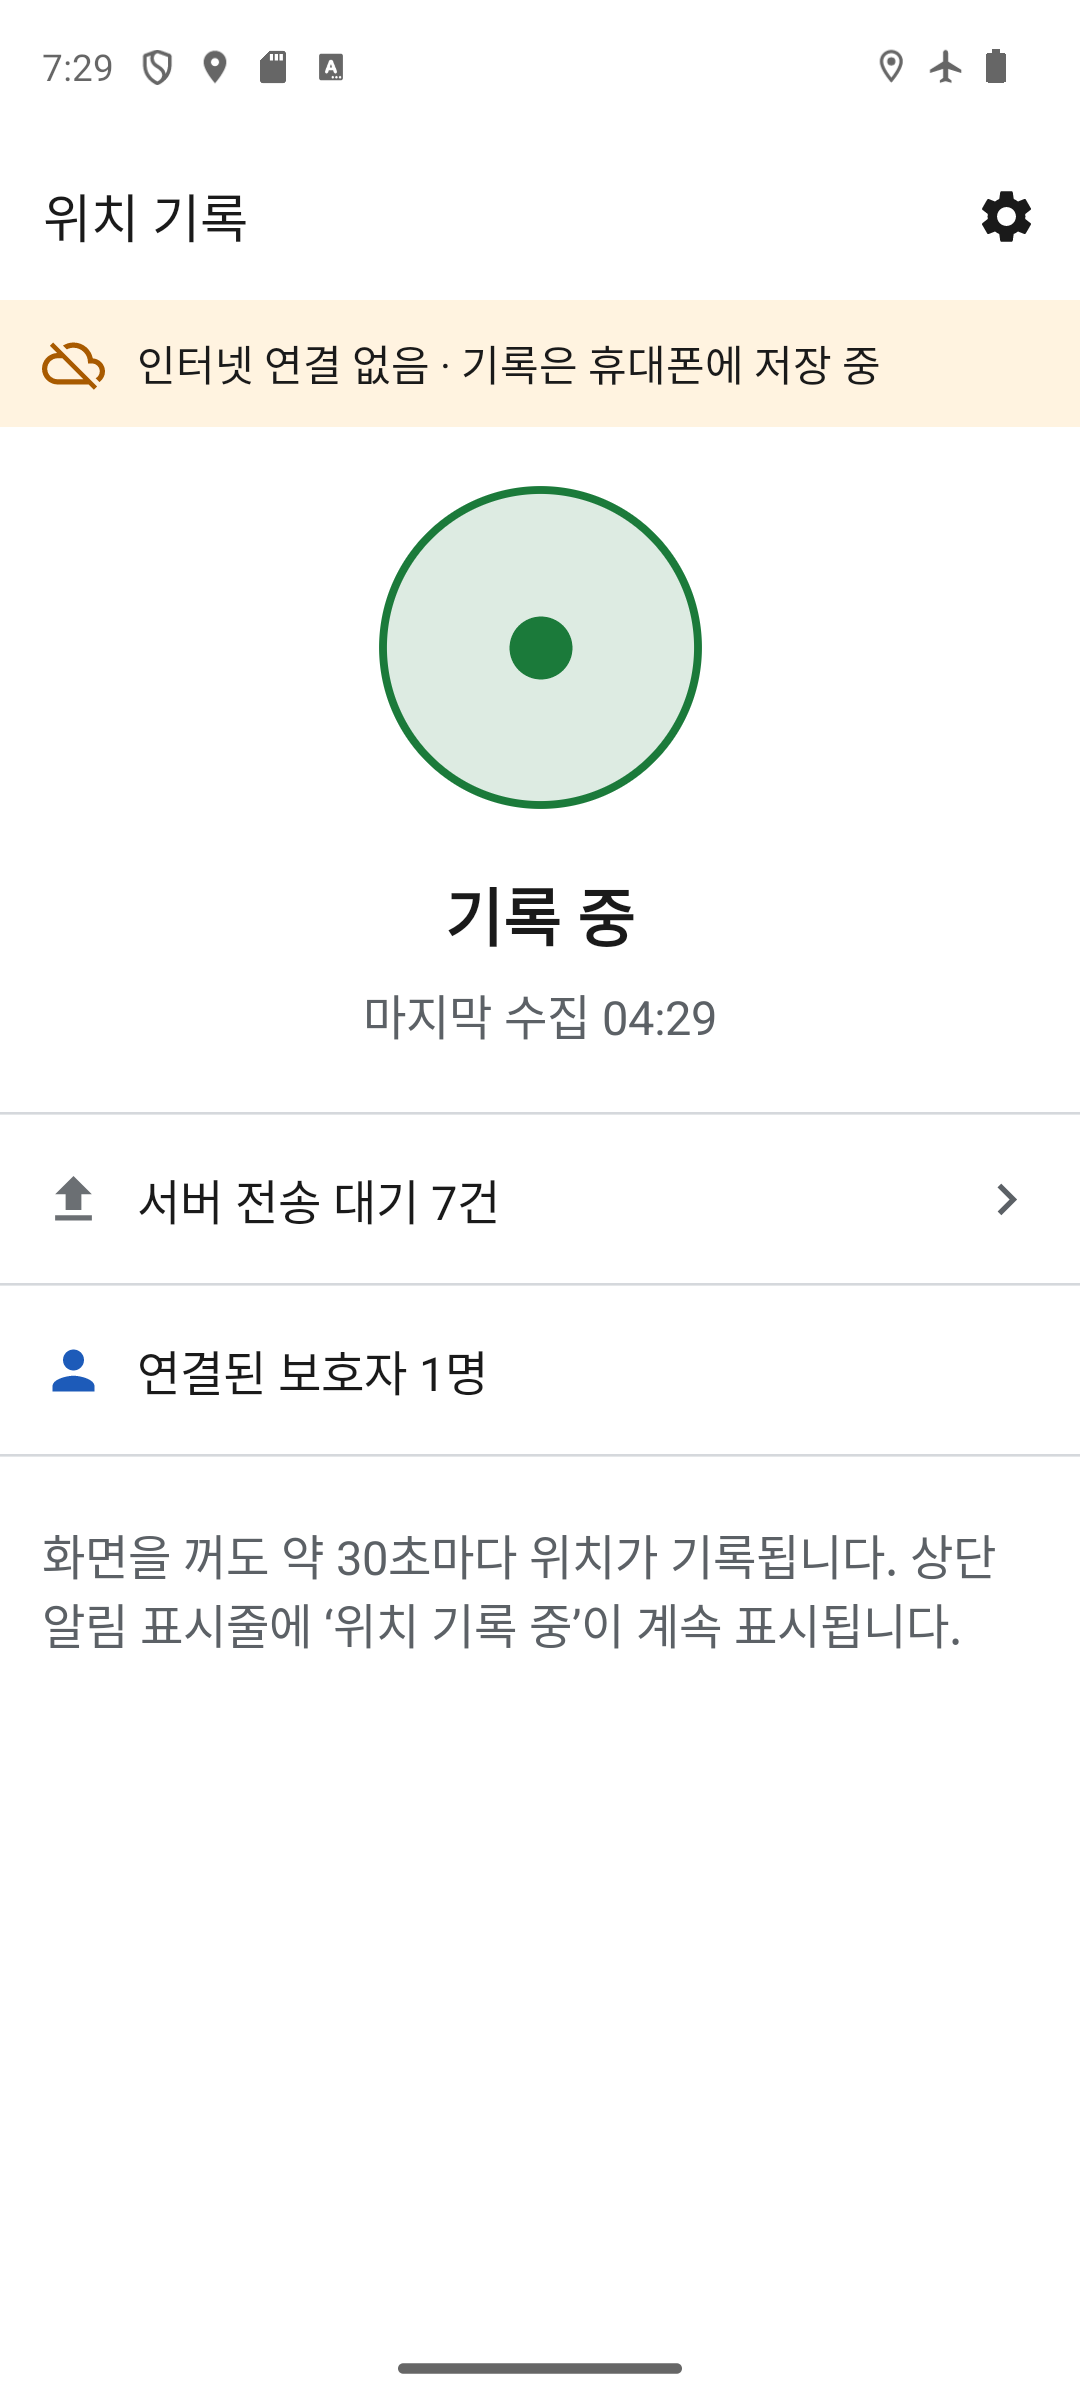 7:29
위치 기록
인터넷 연결 없음 · 기록은 휴대폰에 저장 중
기록 중
마지막 수집 04:29
서버 전송 대기 7건
연결된 보호자 1명
화면을 꺼도 약 30초마다 위치가 기록됩니다. 상단
알림 표시줄에 ‘위치 기록 중’이 계속 표시됩니다.